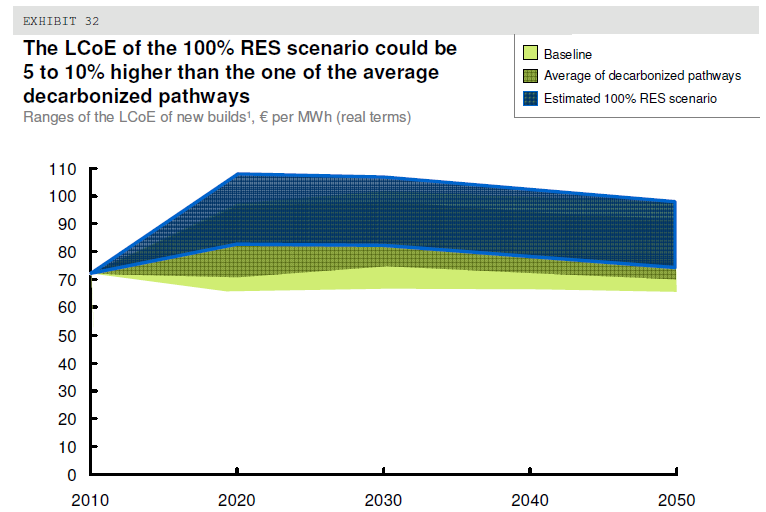 EXHIBIT 32
The LCoE of the 100% RES scenario could be
5 to 10% higher than the one of the average
decarbonized pathways
Ranges of the LCoE of new builds¹, € per MWh (real terms)
Baseline
Average of decarbonized pathways
Estimated 100% RES scenario
110
100
90
80
70
60
50
40
30
20
10
0
2010 2020 2030 2040 2050